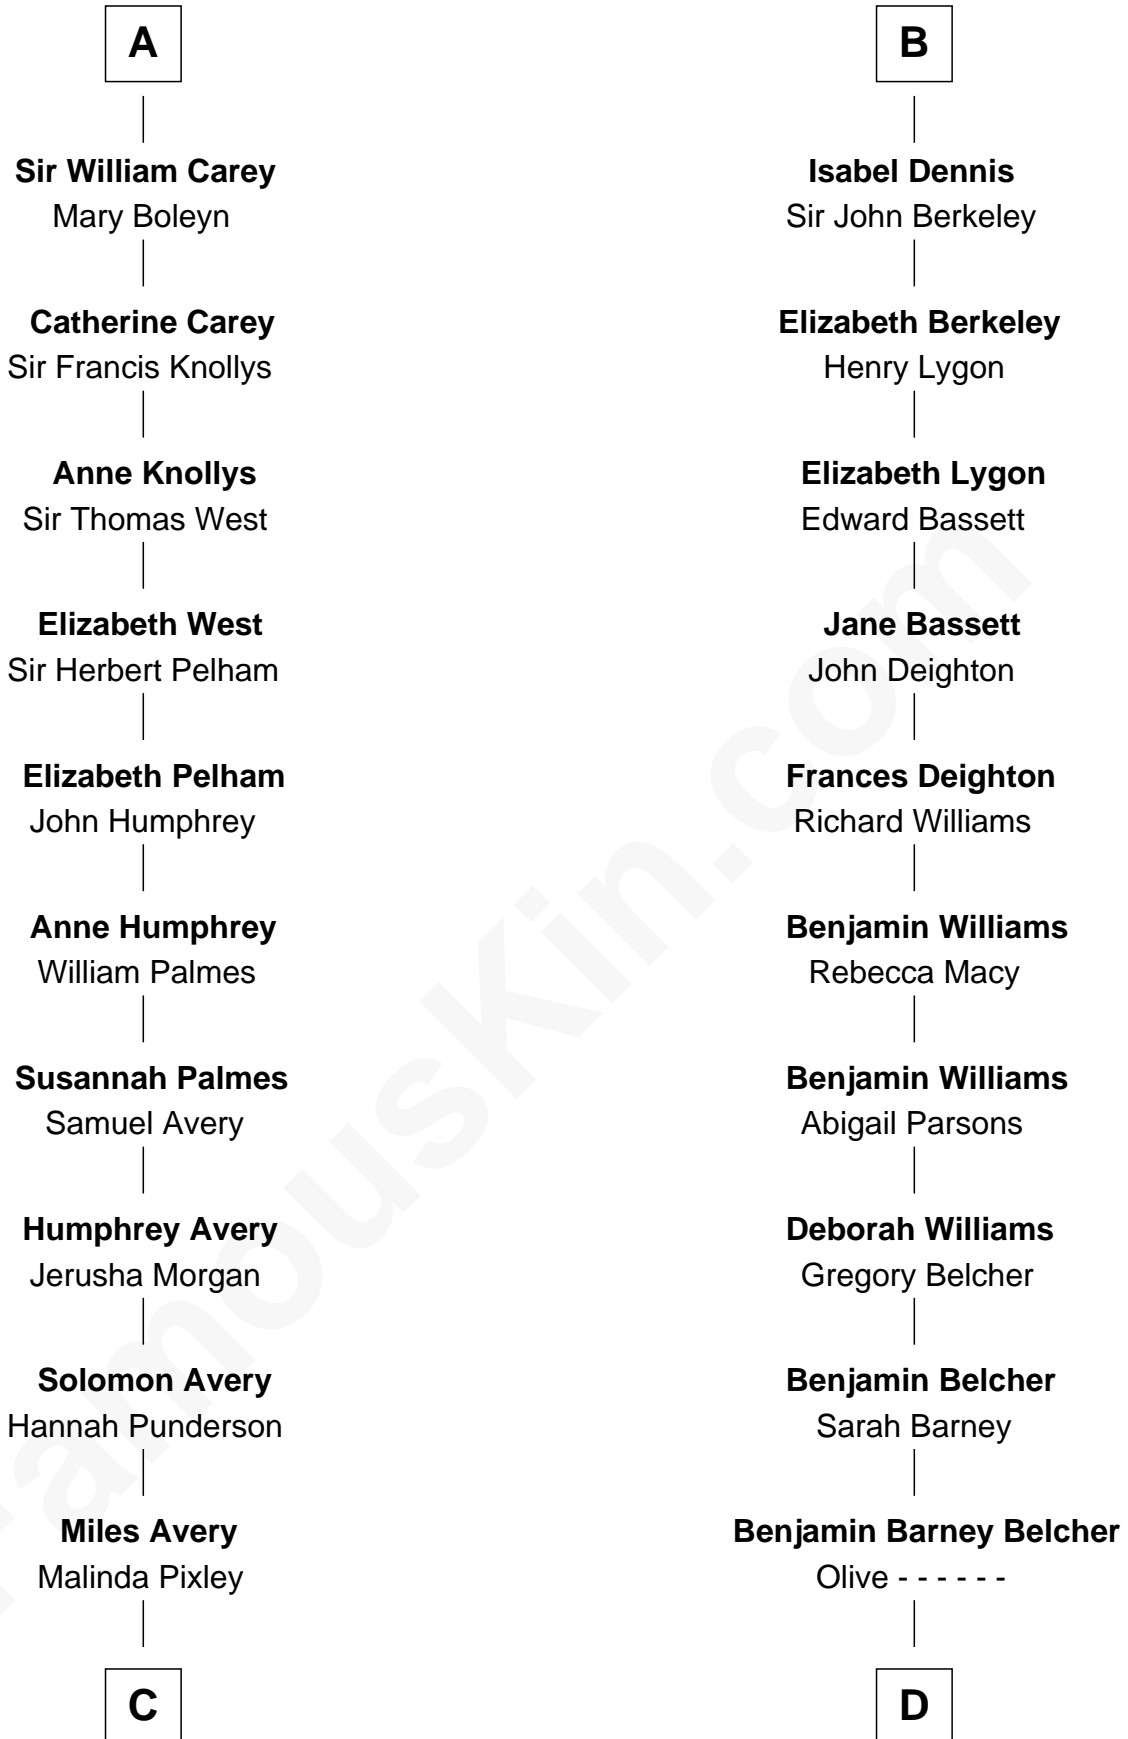 A
Sir William Carey
Mary Boleyn
Catherine Carey
Sir Francis Knollys
Anne Knollys
Sir Thomas West
Elizabeth West
Sir Herbert Pelham
Elizabeth Pelham
John Humphrey
Anne Humphrey
William Palmes
Susannah Palmes
Samuel Avery
Humphrey Avery
Jerusha Morgan
Solomon Avery
Hannah Punderson
Miles Avery
Malinda Pixley
C
B
Isabel Dennis
Sir John Berkeley
Elizabeth Berkeley
Henry Lygon
Elizabeth Lygon
Edward Bassett
Jane Bassett
John Deighton
Frances Deighton
Richard Williams
Benjamin Williams
Rebecca Macy
Benjamin Williams
Abigail Parsons
Deborah Williams
Gregory Belcher
Benjamin Belcher
Sarah Barney
Benjamin Barney Belcher
Olive - - - - - -
D
FamousKin.com